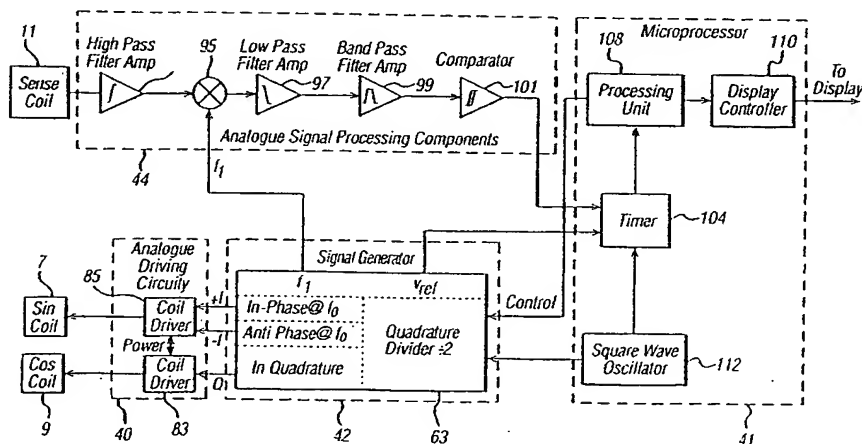 11
Sense
Coil
High Pass
Filter Amp
95
Low Pass
Filter Amp
97
Band Pass
Filter Amp
99
Comparator
101
Analogue Signal Processing Components
44
f1
Microprocessor
108
Processing
Unit
110
Display
Controller
To
Display
Timer
104
Control
Square Wave
Oscillator
112
41
Signal Generator
f1
Vref
In-Phase@ f0
Anti Phase@ f0
In Quadrature
Quadrature
Divider ÷2
42
63
Analogue
Driving
Circuity
85
Coil
Driver
Power
Coil
Driver
40
83
+I
-I
7
Sin
Coil
Cos
Coil
9